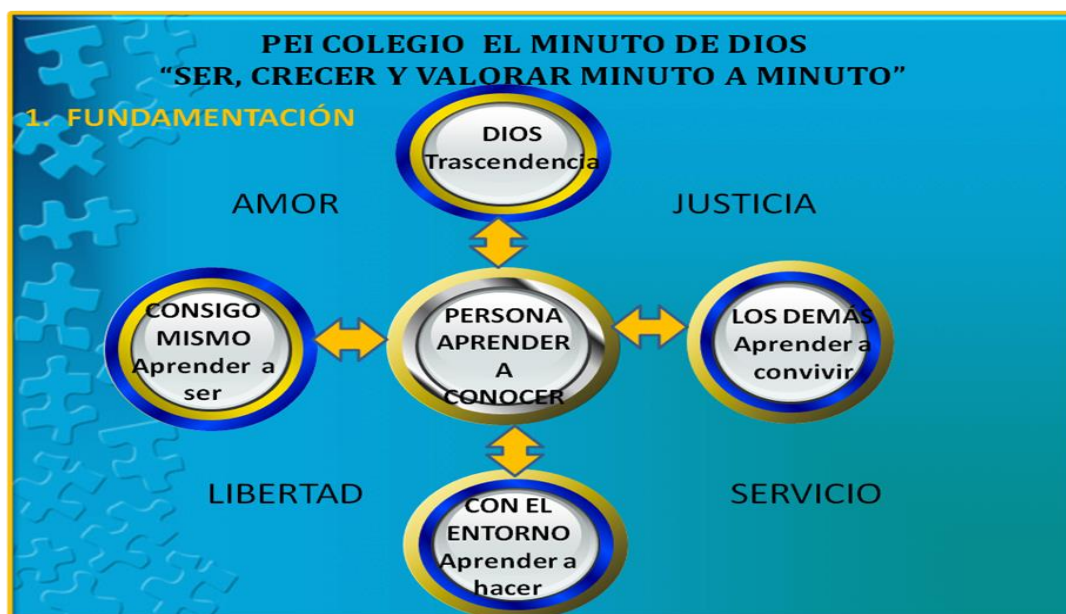 PEI COLEGIO EL MINUTO DE DIOS
“SER, CRECER Y VALORAR MINUTO A MINUTO”
1. FUNDAMENTACIÓN
DIOS
Trascendencia
AMOR
JUSTICIA
CONSIGO
MISMO
Aprender a
ser
PERSONA
APRENDER
A
CONOCER
LOS DEMÁS
Aprender a
convivir
LIBERTAD
SERVICIO
CON EL
ENTORNO
Aprender a
hacer